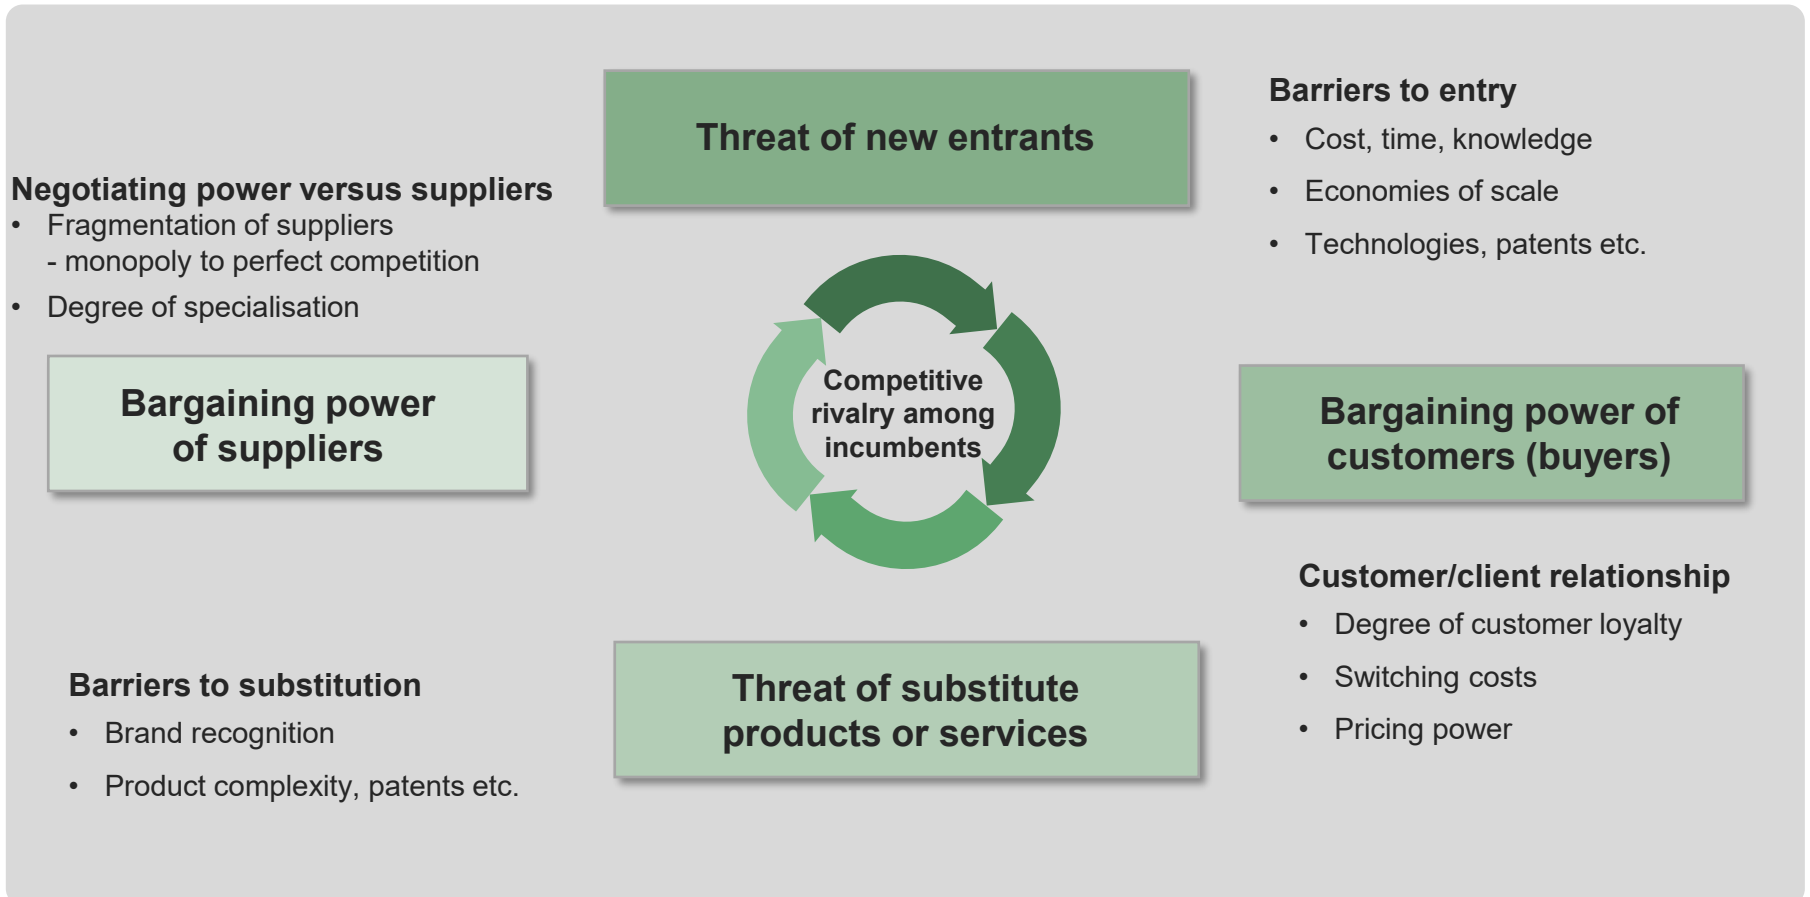 Threat of new entrants
Barriers to entry
• Cost, time, knowledge
• Economies of scale
• Technologies, patents etc.
Negotiating power versus suppliers
• Fragmentation of suppliers
- monopoly to perfect competition
• Degree of specialisation
Bargaining power
of suppliers
Competitive
rivalry among
incumbents
Bargaining power of
customers (buyers)
Customer/client relationship
• Degree of customer loyalty
• Switching costs
• Pricing power
Threat of substitute
products or services
Barriers to substitution
• Brand recognition
• Product complexity, patents etc.